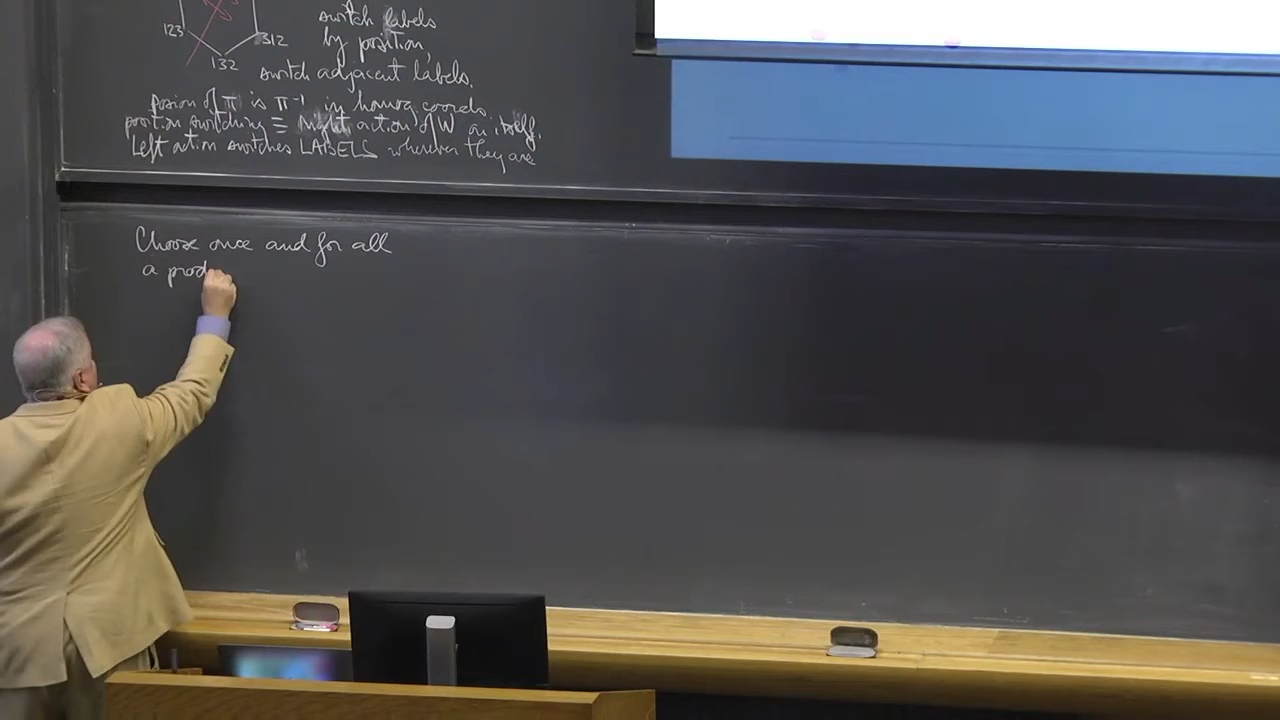 switch labels
by position,
123
312
132
switch adjacent labels.
posion of π is π-1 in homog coords.
position switching ≡ right action of W on itself.
Left action switches LABELS wherever they are
Choose once and for all
a prod